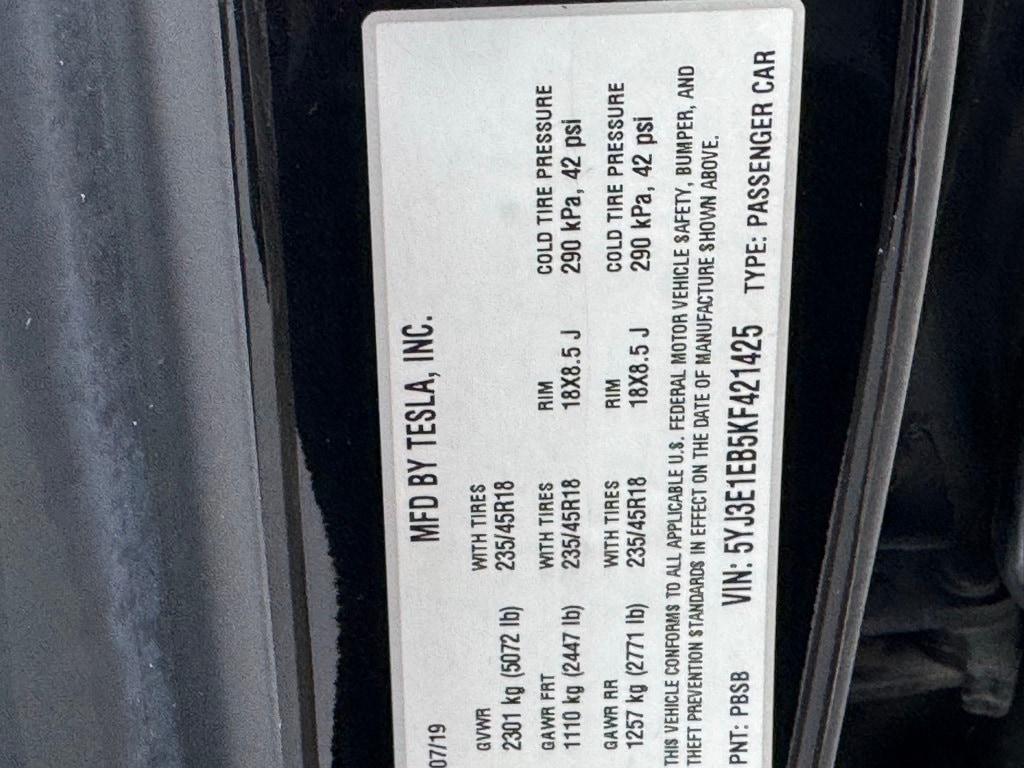 MFD BY TESLA, INC.
07/19
GVWR WITH TIRES
2301 kg (5072 lb) 235/45R18
GAWR FRT WITH TIRES RIM COLD TIRE PRESSURE
1110 kg (2447 lb) 235/45R18 18X8.5 J 290 kPa, 42 psi
GAWR RR WITH TIRES RIM COLD TIRE PRESSURE
1257 kg (2771 lb) 235/45R18 18X8.5 J 290 kPa, 42 psi
THIS VEHICLE CONFORMS TO ALL APPLICABLE U.S. FEDERAL MOTOR VEHICLE SAFETY, BUMPER, AND
THEFT PREVENTION STANDARDS IN EFFECT ON THE DATE OF MANUFACTURE SHOWN ABOVE.
PNT: PBSB VIN: 5YJ3E1EB5KF421425 TYPE: PASSENGER CAR